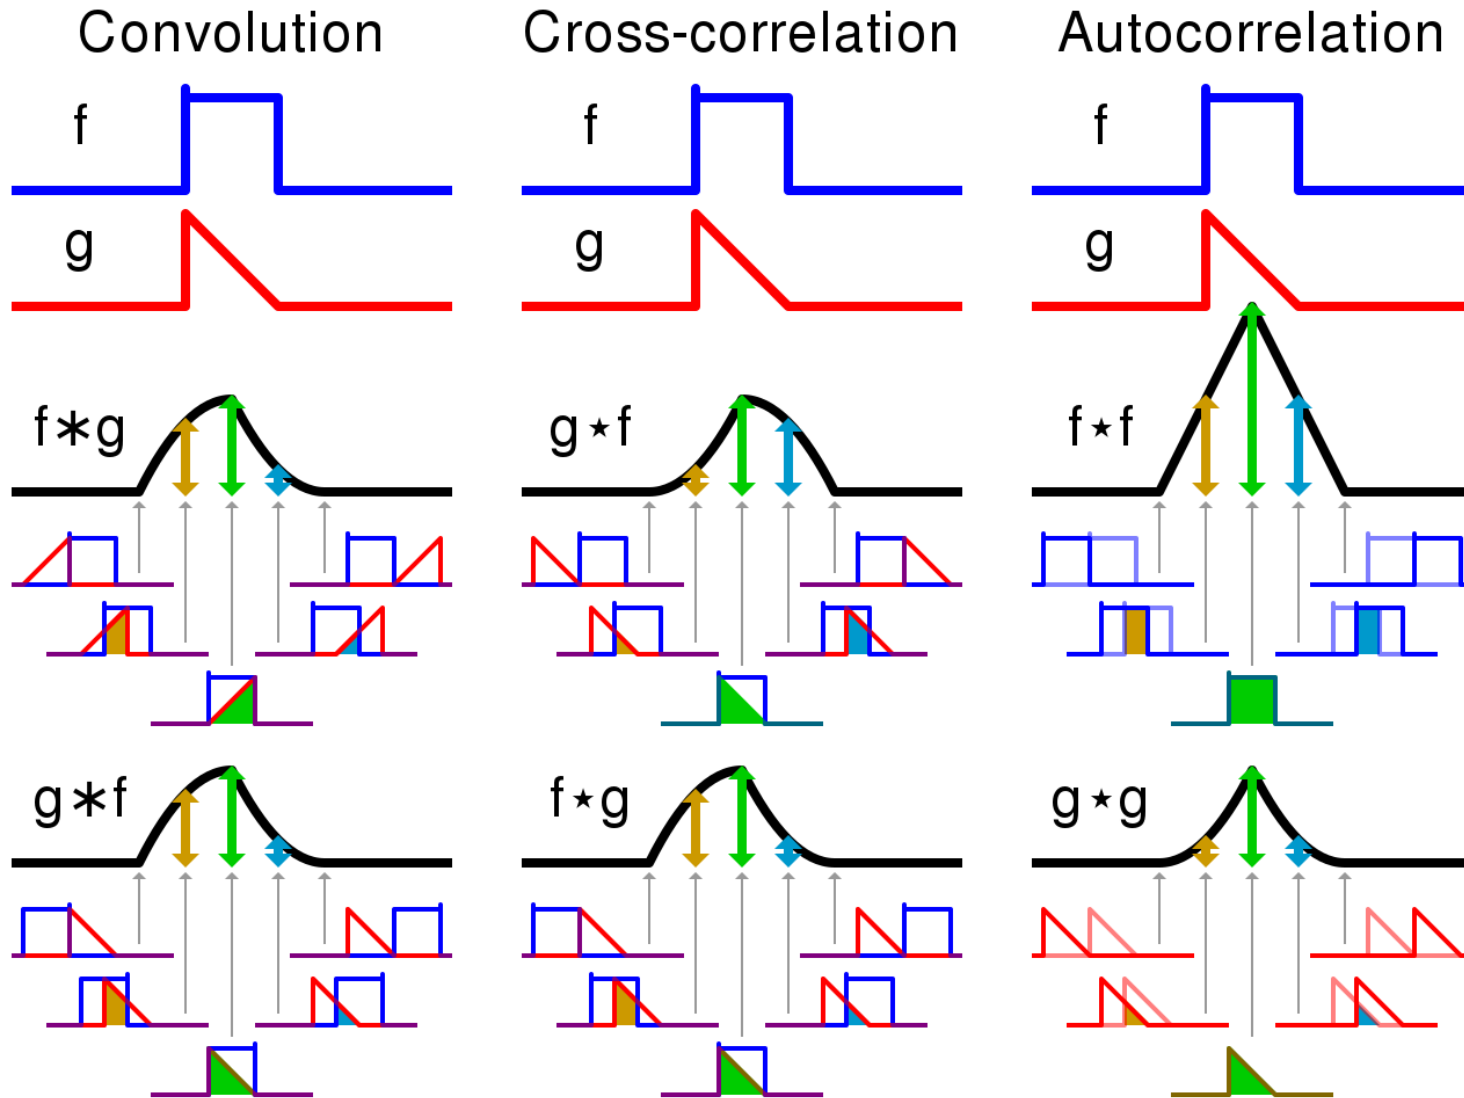 Convolution Cross-correlation Autocorrelation
f f f
g g g
f∗g g⋆f f⋆f
g∗f f⋆g g⋆g